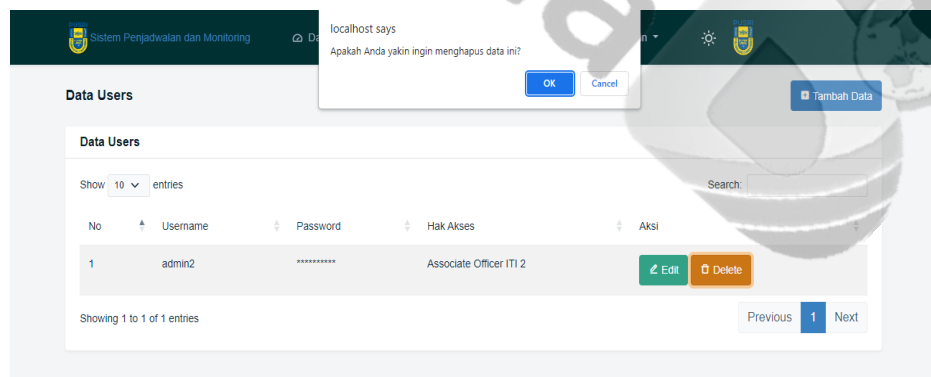 PUSRI
PUSRI
localhost says
Sistem Penjadwalan dan Monitoring
Apakah Anda yakin ingin menghapus data ini?
OK Cancel
Data Users
Tambah Data
Data Users
Show 10 entries
Search:
No Username Password Hak Akses Aksi
1 admin2 ********** Associate Officer ITI 2 Edit Delete
Showing 1 to 1 of 1 entries
Previous 1 Next